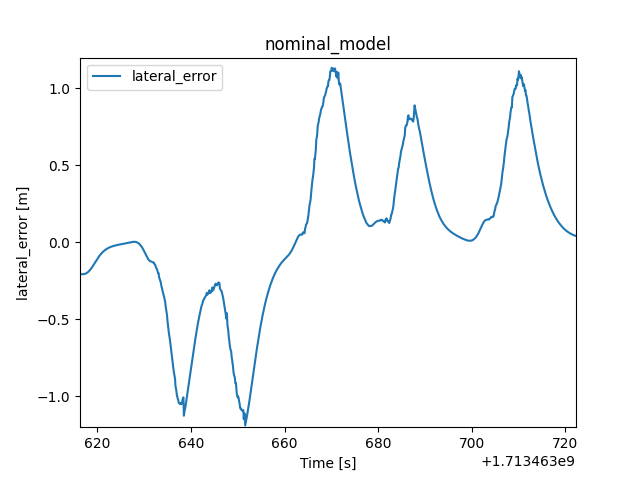 nominal_model
lateral_error
1.0
0.5
0.0
−0.5
−1.0
lateral_error [m]
620 640 660 680 700 720
Time [s]
+1.713463e9